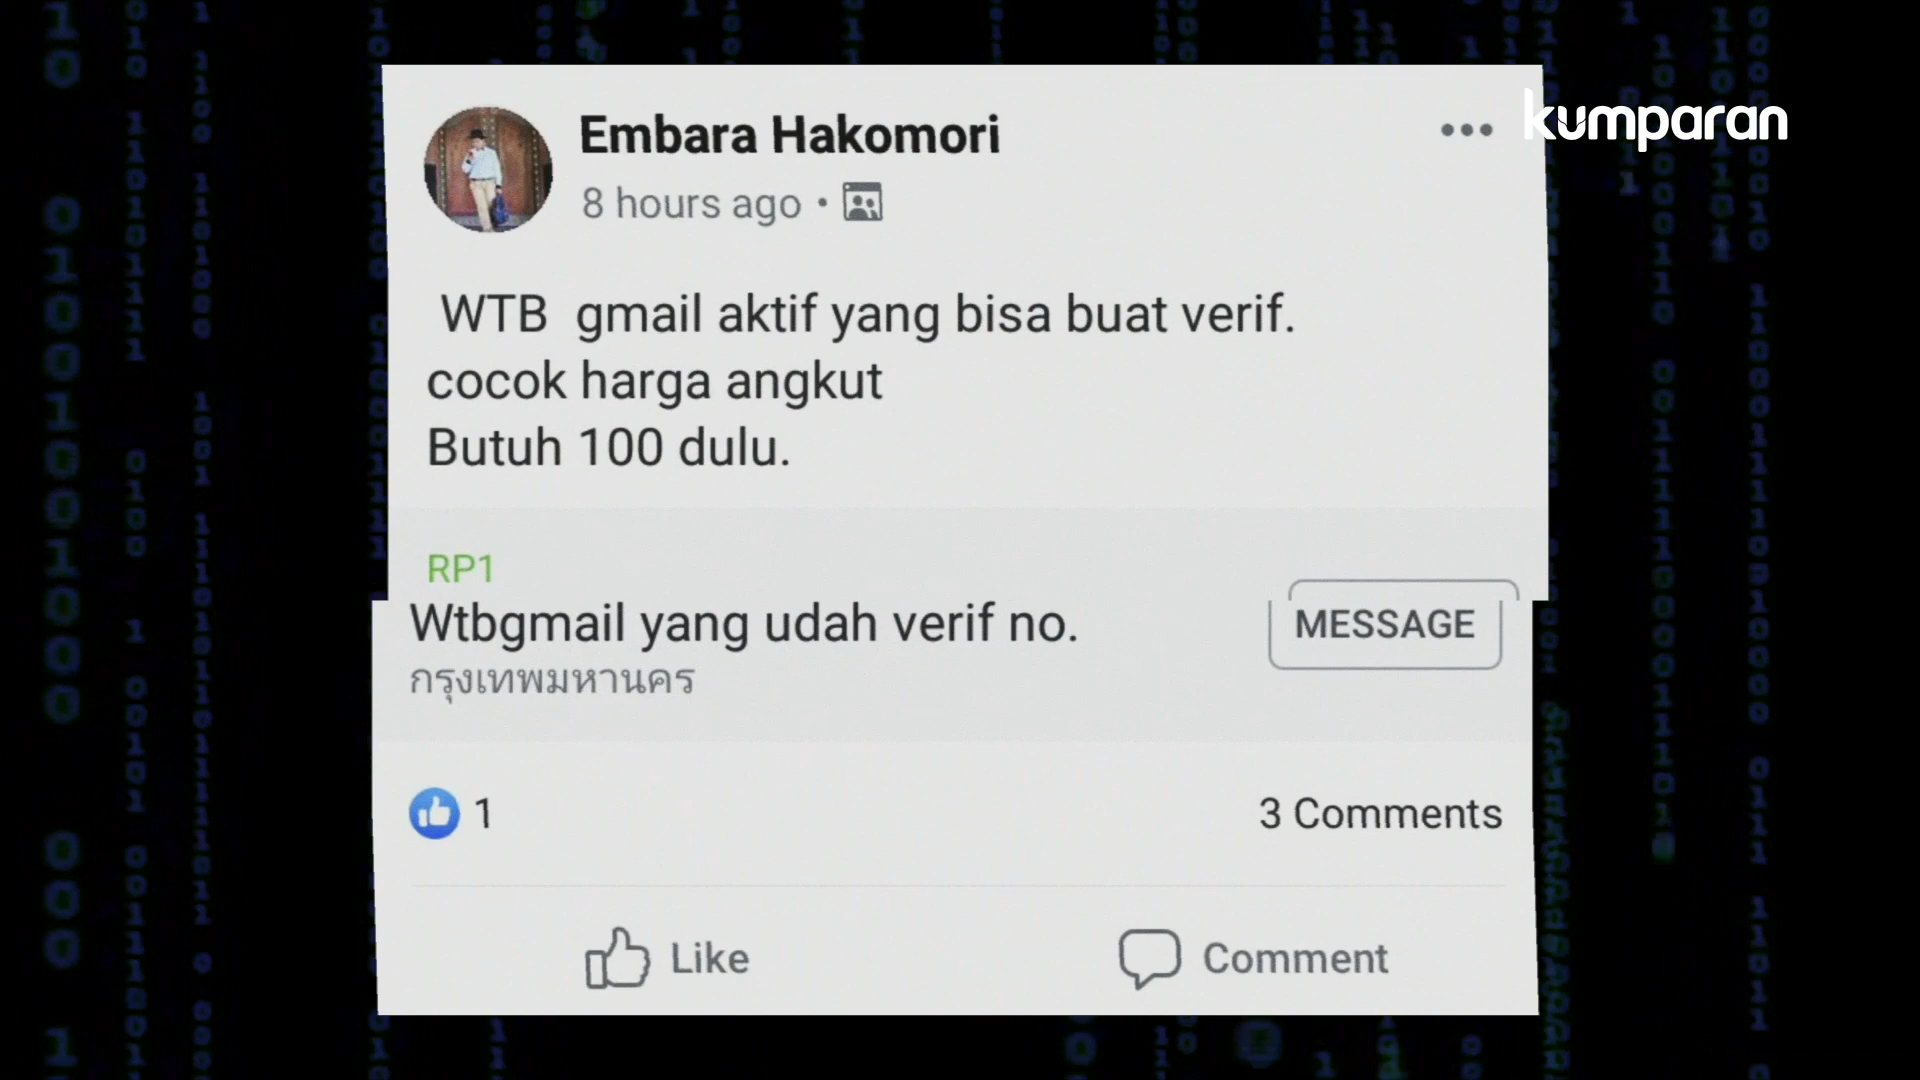 kumparan
Embara Hakomori
8 hours ago
WTB gmail aktif yang bisa buat verif.
cocok harga angkut
Butuh 100 dulu.
RP1
Wtbgmail yang udah verif no.
MESSAGE
กรุงเทพมหานคร
1
3 Comments
Like
Comment